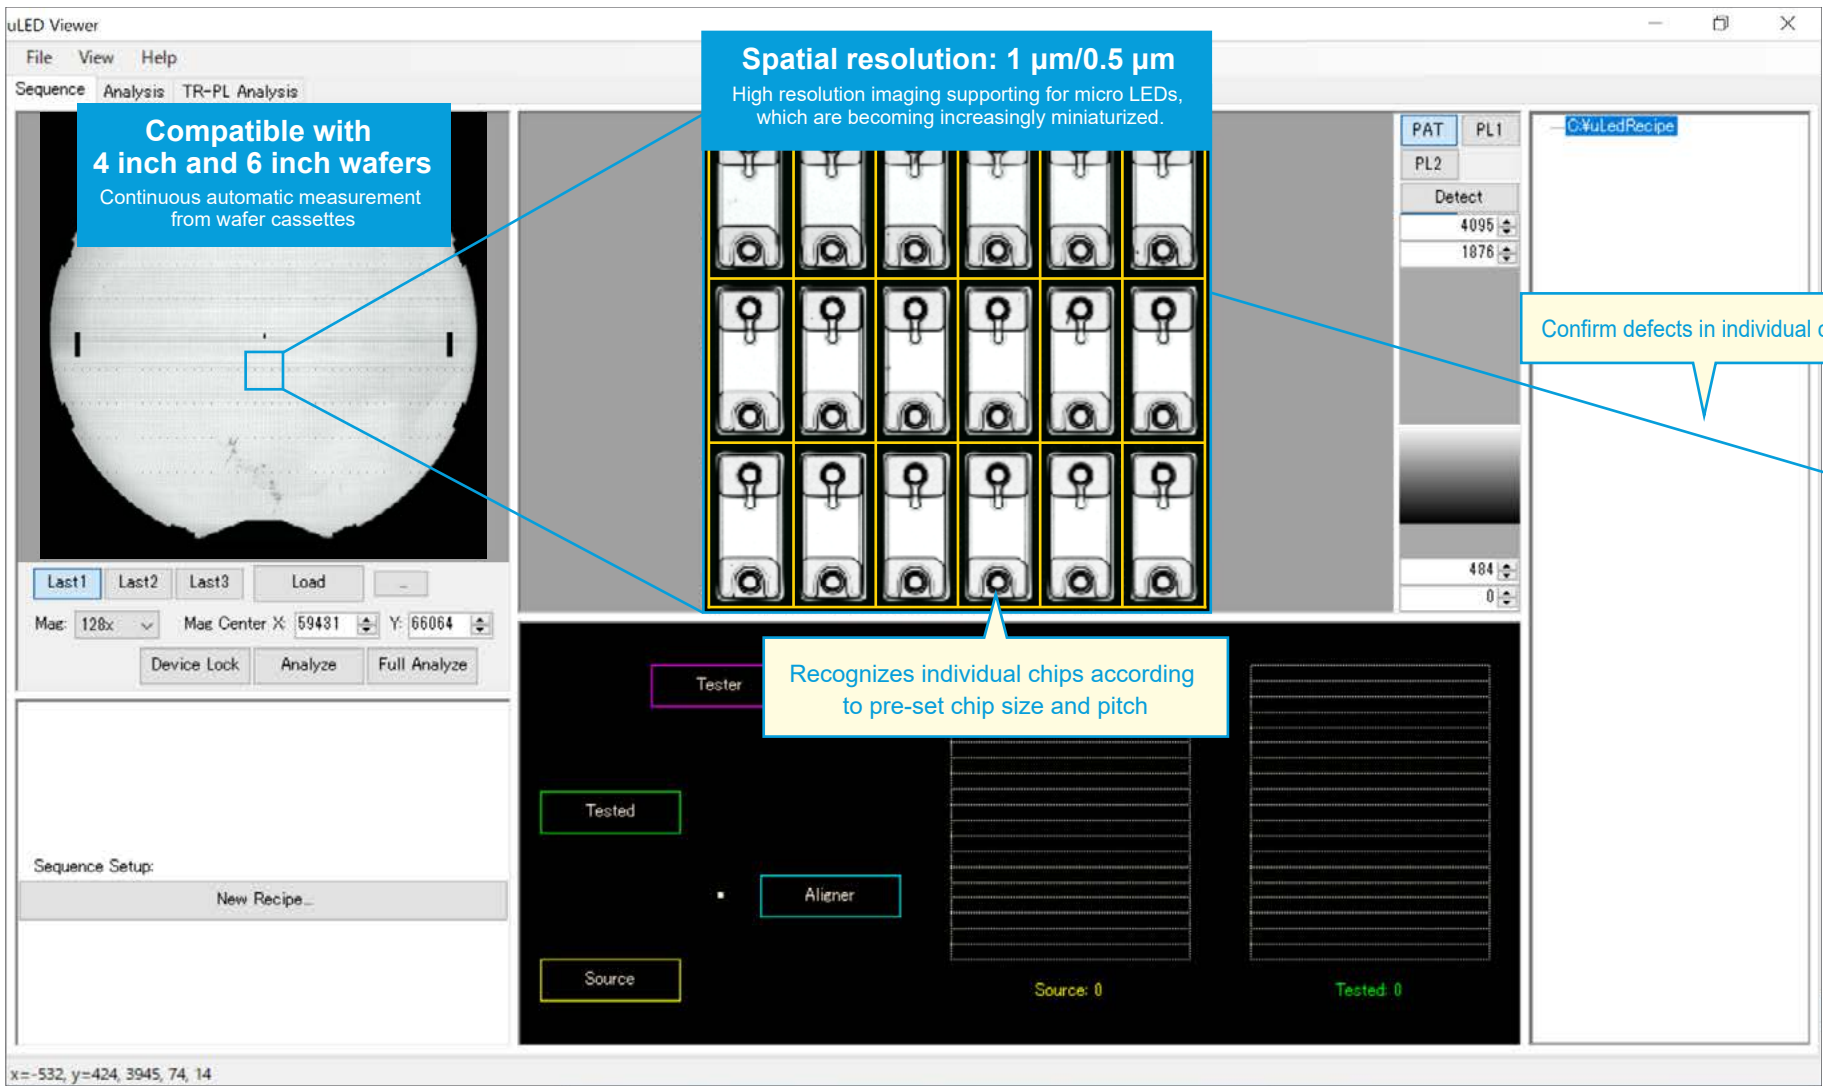 uLED Viewer
File View Help
Sequence Analysis TR-PL Analysis
Compatible with
4 inch and 6 inch wafers
Continuous automatic measurement
from wafer cassettes
Spatial resolution: 1 μm/0.5 μm
High resolution imaging supporting for micro LEDs,
which are becoming increasingly miniaturized.
PAT PL1
PL2
Detect
4095
1876
484
0
C:¥uLedRecipe
Confirm defects in individual
Last1 Last2 Last3 Load ...
Mag: 128x Mag Center X: 59431 Y: 66064
Device Lock Analyze Full Analyze
Recognizes individual chips according
to pre-set chip size and pitch
Sequence Setup:
New Recipe...
Tester
Tested
Aligner
Source
Source: 0
Tested: 0
x=-532, y=424, 3945, 74, 14